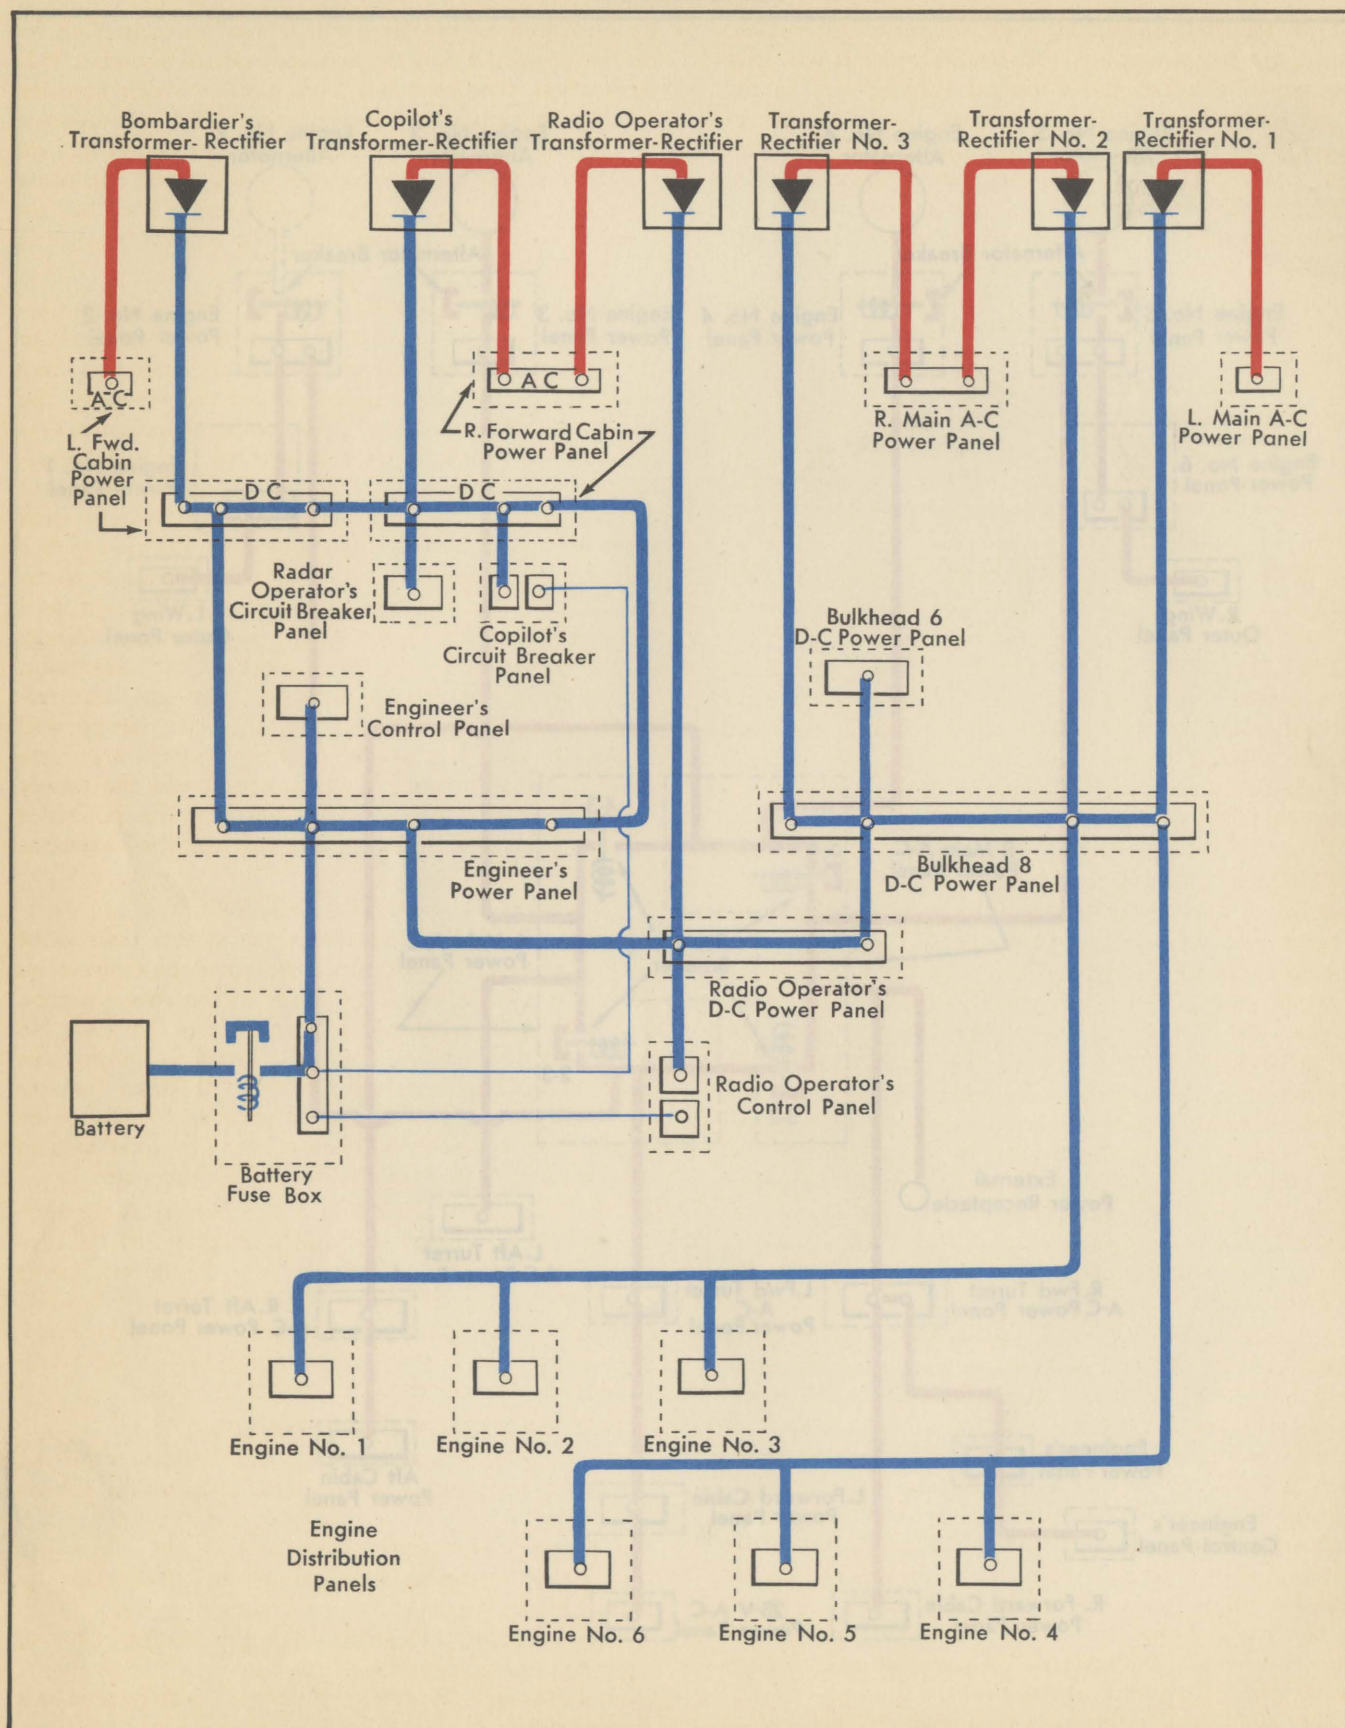 Bombardier's
Transformer- Rectifier
Copilot's
Transformer-Rectifier
Radio Operator's
Transformer-Rectifier
Transformer-
Rectifier No. 3
Transformer-
Rectifier No. 2
Transformer-
Rectifier No. 1
A C
L. Fwd.
Cabin
Power
Panel
A C
R. Forward Cabin
Power Panel
R. Main A-C
Power Panel
L. Main A-C
Power Panel
D C
D C
Radar
Operator's
Circuit Breaker
Panel
Copilot's
Circuit Breaker
Panel
Bulkhead 6
D-C Power Panel
Engineer's
Control Panel
Engineer's
Power Panel
Bulkhead 8
D-C Power Panel
Radio Operator's
D-C Power Panel
Radio Operator's
Control Panel
Battery
Battery
Fuse Box
Engine No. 1
Engine No. 2
Engine No. 3
Engine
Distribution
Panels
Engine No. 6
Engine No. 5
Engine No. 4